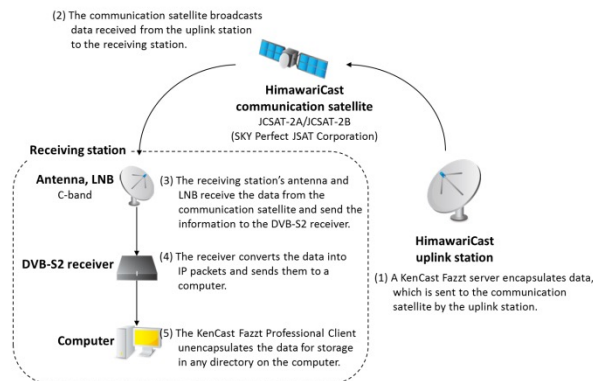 (2) The communication satellite broadcasts
data received from the uplink station
to the receiving station.
HimawariCast
communication satellite
JCSAT-2A/JCSAT-2B
(SKY Perfect JSAT Corporation)
Receiving station
Antenna, LNB
C-band
(3) The receiving station's antenna and
LNB receive the data from the
communication satellite and send the
information to the DVB-S2 receiver.
HimawariCast
uplink station
(1) A KenCast Fazzt server encapsulates data,
which is sent to the communication
satellite by the uplink station.
DVB-S2 receiver
(4) The receiver converts the data into
IP packets and sends them to a
computer.
Computer
(5) The KenCast Fazzt Professional Client
unencapsulates the data for storage
in any directory on the computer.